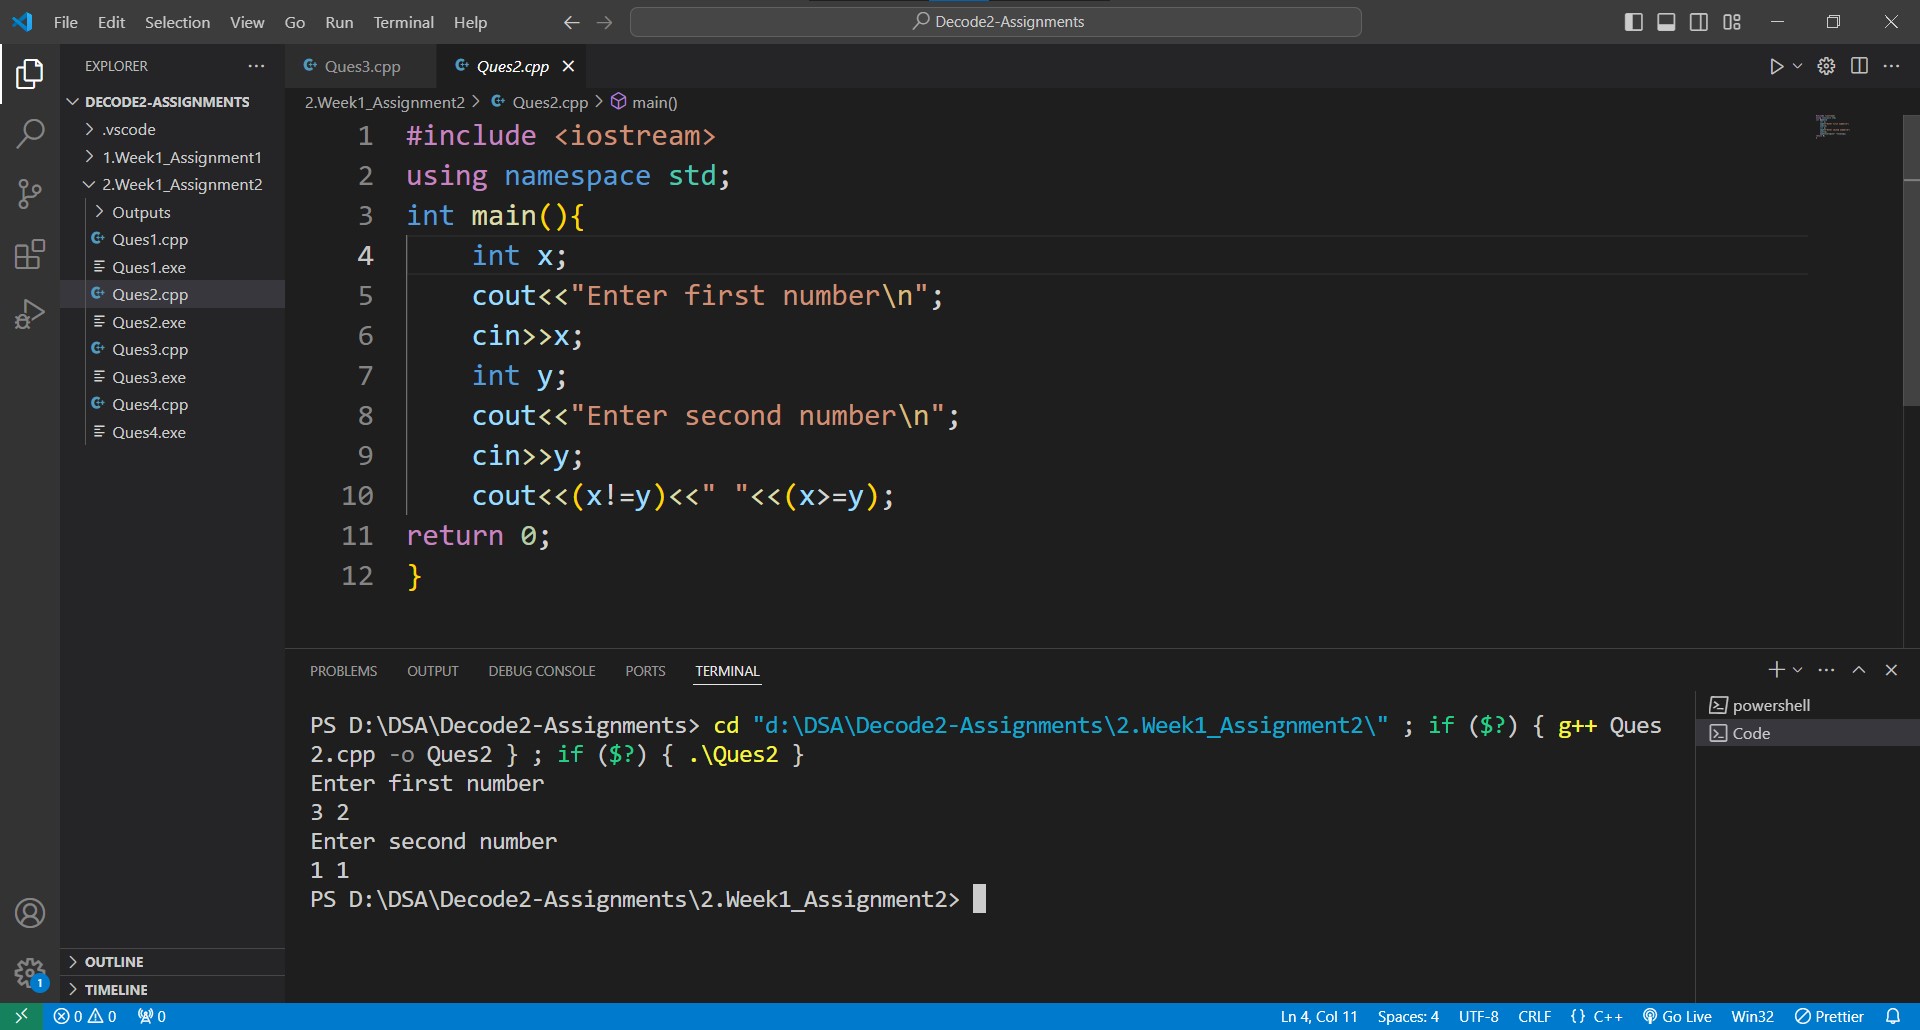 File Edit Selection View Go Run Terminal Help
Decode2-Assignments
EXPLORER
DECODE2-ASSIGNMENTS
.vscode
1.Week1_Assignment1
2.Week1_Assignment2
Outputs
Ques1.cpp
Ques1.exe
Ques2.cpp
Ques2.exe
Ques3.cpp
Ques3.exe
Ques4.cpp
Ques4.exe
OUTLINE
TIMELINE
Ques3.cpp Ques2.cpp
2.Week1_Assignment2 > Ques2.cpp > main()
1 #include <iostream>
2 using namespace std;
3 int main(){
4     int x;
5     cout<<"Enter first number\n";
6     cin>>x;
7     int y;
8     cout<<"Enter second number\n";
9     cin>>y;
10     cout<<(x!=y)<<" "<<(x>=y);
11 return 0;
12 }
PROBLEMS OUTPUT DEBUG CONSOLE PORTS TERMINAL
PS D:\DSA\Decode2-Assignments> cd "d:\DSA\Decode2-Assignments\2.Week1_Assignment2\" ; if ($?) { g++ Ques
2.cpp -o Ques2 } ; if ($?) { .\Ques2 }
Enter first number
3 2
Enter second number
1 1
PS D:\DSA\Decode2-Assignments\2.Week1_Assignment2>
powershell
Code
1
0 0 0 Ln 4, Col 11 Spaces: 4 UTF-8 CRLF {} C++ Go Live Win32 Prettier